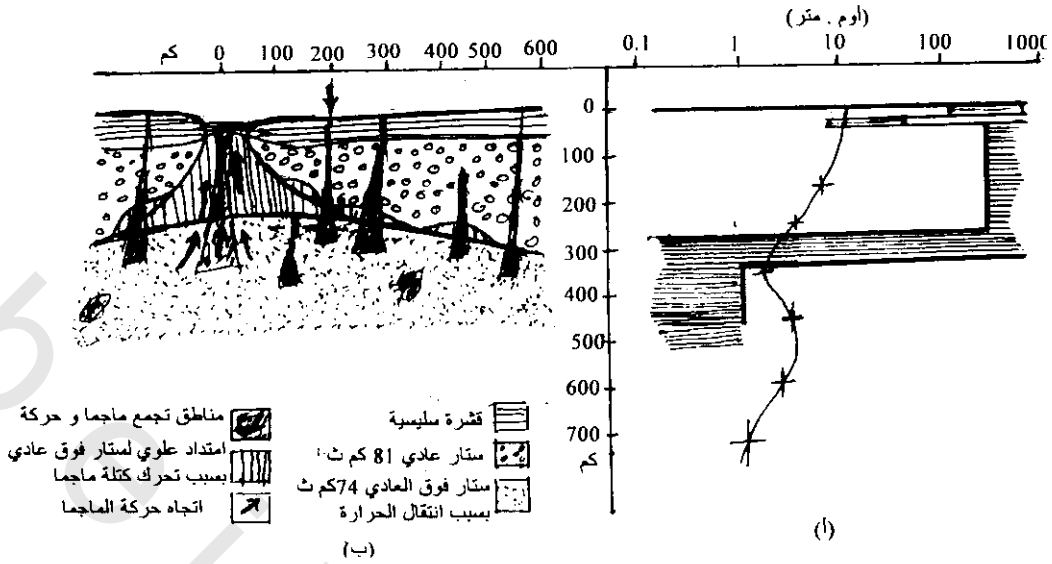 (أوم . متر)
0.1 1 10 100 1000
كم 0 100 200 300 400 500 600
0
100
200
300
400
500
600
700
كم
قشرة سليسية
ستار عادي 81 كم ث
ستار فوق العادي 74كم ث
بسبب انتقال الحرارة
مناطق تجمع ماجما و حركة
امتداد علوي لستار فوق عادي
بسبب تحرك كتلة ماجما
اتجاه حركة الماجما
(أ)
(ب)